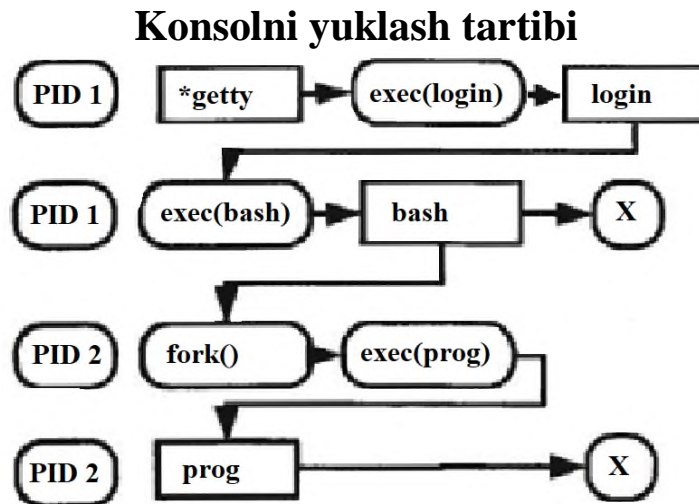 Konsolni yuklash tartibi
PID 1 *getty exec(login) login
PID 1 exec(bash) bash X
PID 2 fork() exec(prog)
PID 2 prog X